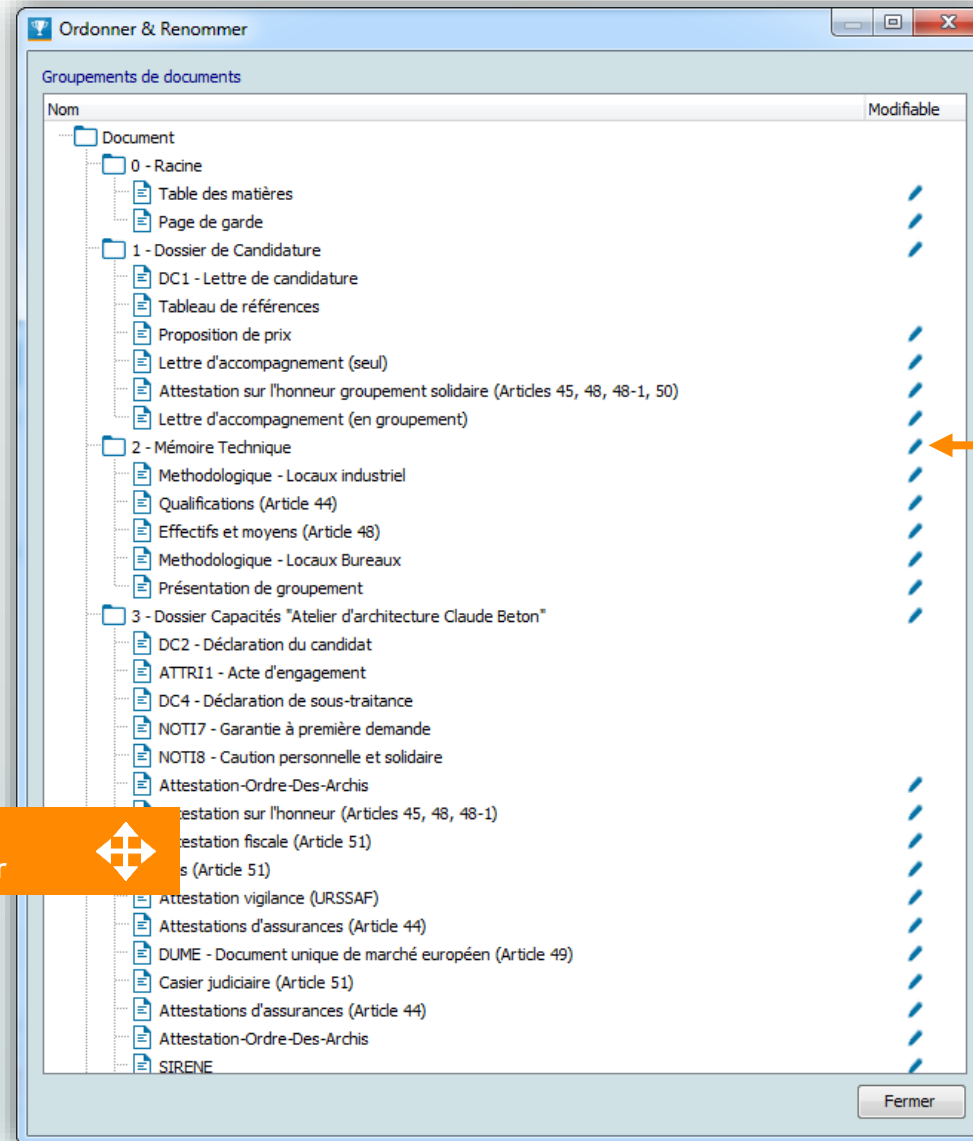 Ordonner & Renommer
Groupements de documents
Nom Modifiable
Document
0 - Racine
Table des matières
Page de garde
1 - Dossier de Candidature
DC1 - Lettre de candidature
Tableau de références
Proposition de prix
Lettre d'accompagnement (seul)
Attestation sur l'honneur groupement solidaire (Articles 45, 48, 48-1, 50)
Lettre d'accompagnement (en groupement)
2 - Mémoire Technique
Methodologique - Locaux industriel
Qualifications (Article 44)
Effectifs et moyens (Article 48)
Methodologique - Locaux Bureaux
Présentation de groupement
3 - Dossier Capacités "Atelier d'architecture Claude Beton"
DC2 - Déclaration du candidat
ATTRI1 - Acte d'engagement
DC4 - Déclaration de sous-traitance
NOTI7 - Garantie à première demande
NOTI8 - Caution personnelle et solidaire
Attestation-Ordre-Des-Archis
testation sur l'honneur (Articles 45, 48, 48-1)
testation fiscale (Article 51)
r s (Article 51)
Attestation vigilance (URSSAF)
Attestations d'assurances (Article 44)
DUME - Document unique de marché européen (Article 49)
Casier judiciaire (Article 51)
Attestations d'assurances (Article 44)
Attestation-Ordre-Des-Archis
SIRENE
Fermer